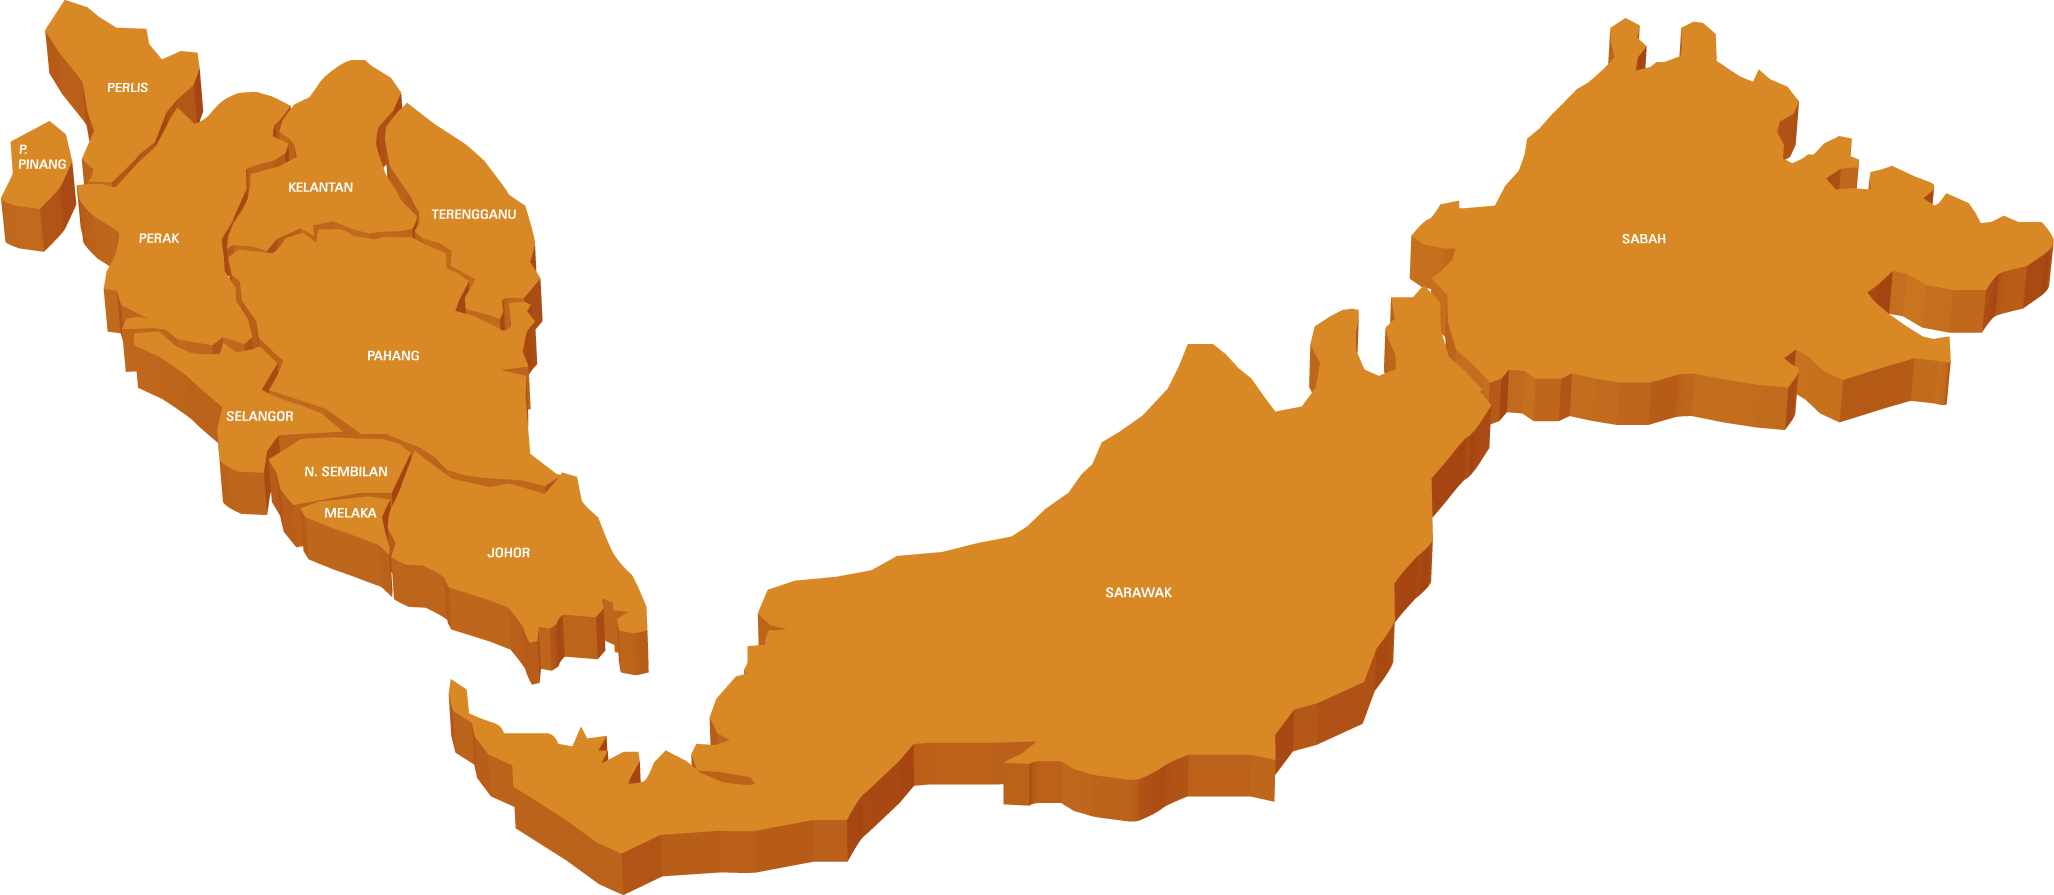 PERLIS
P.
PINANG
KELANTAN
TERENGGANU
PERAK
SABAH
PAHANG
SELANGOR
N. SEMBILAN
MELAKA
JOHOR
SARAWAK